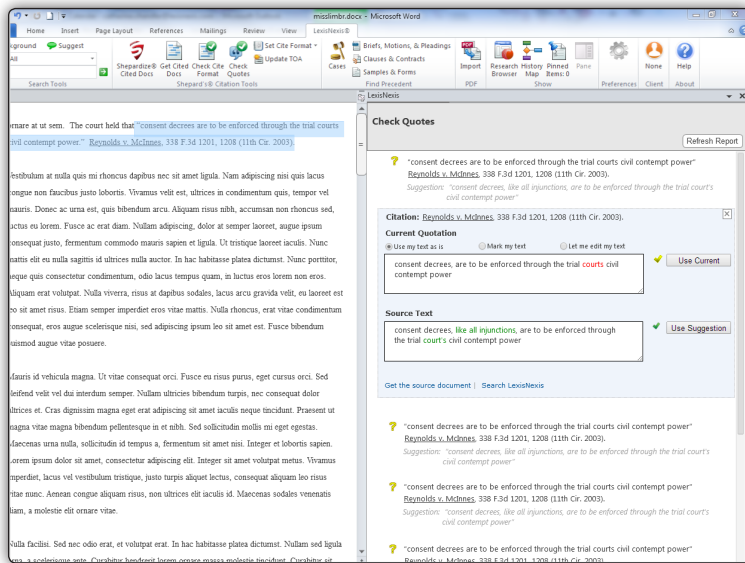 misslimbr.docx - Microsoft Word
Home Insert Page Layout References Mailings Review View LexisNexis®
kground Suggest
All
Search Tools
Shepardize® Cited Docs Get Cited Docs Check Cite Format Check Quotes
Set Cite Format
Update TOA
Shepard's® Citation Tools
Cases
Briefs, Motions, & Pleadings
Clauses & Contracts
Samples & Forms
Find Precedent
Import
PDF
Research Browser History Map Pinned Items: 0 Pane
Show
Preferences
None
Client
Help
About
LexisNexis
Check Quotes
Refresh Report
ornare at ut sem. The court held that “consent decrees are to be enforced through the trial courts
civil contempt power.” Reynolds v. McInnes, 338 F.3d 1201, 1208 (11th Cir. 2003).
Vestibulum at nulla quis mi rhoncus dapibus nec sit amet ligula. Nam adipiscing nisi quis lacus
congue non faucibus justo lobortis. Vivamus velit est, ultrices in condimentum quis, tempor vel
mauris. Donec ac urna est, quis bibendum arcu. Aliquam risus nibh, accumsan non rhoncus sed,
luctus eu lorem. Fusce ac erat diam. Nullam adipiscing, dolor at semper laoreet, augue ipsum
consequat justo, fermentum commodo mauris sapien et ligula. Ut tristique laoreet iaculis. Nunc
mattis elit eu nulla sagittis id ultrices nulla auctor. In hac habitasse platea dictumst. Nunc porttitor,
neque quis consectetur condimentum, odio lacus tempus quam, in luctus eros lorem non eros.
Aliquam erat volutpat. Nulla viverra, risus at dapibus sodales, lacus arcu gravida velit, eu laoreet est
leo sit amet risus. Etiam semper imperdiet eros vitae mattis. Nulla rhoncus, erat vitae condimentum
consequat, eros augue scelerisque nisi, sed adipiscing ipsum leo sit amet est. Fusce bibendum
euismod augue vitae posuere.
Mauris id vehicula magna. Ut vitae consequat orci. Fusce eu risus purus, eget cursus orci. Sed
eleifend velit vel dui interdum semper. Nullam ultricies bibendum turpis, nec consequat dolor
ultrices et. Cras dignissim magna eget erat adipiscing sit amet iaculis neque tincidunt. Praesent ut
magna vitae magna bibendum pellentesque in et nibh. Sed sollicitudin mollis mi eget egestas.
Maecenas urna nulla, sollicitudin id tempus a, fermentum sit amet nisi. Integer et lobortis sapien.
Lorem ipsum dolor sit amet, consectetur adipiscing elit. Integer sit amet volutpat metus. Vivamus
imperdiet, lacus vel vestibulum tristique, justo turpis aliquet lectus, consequat aliquam leo risus
vitae nunc. Aenean congue aliquam risus, non ultrices elit iaculis id. Maecenas sodales venenatis
diam, a molestie elit ornare vitae.
Nulla facilisi. Sed nec odio erat, et volutpat erat. In hac habitasse platea dictumst. Nullam sed ligula
urna, a scelerisque ante. Curabitur hendrerit lorem ornare massa molestie tincidunt. Curabitur sit
"consent decrees are to be enforced through the trial courts civil contempt power"
Reynolds v. McInnes, 338 F.3d 1201, 1208 (11th Cir. 2003).
Suggestion: "consent decrees, like all injunctions, are to be enforced through the trial court's
civil contempt power"
Citation: Reynolds v. McInnes, 338 F.3d 1201, 1208 (11th Cir. 2003).
Current Quotation
Use my text as is Mark my text Let me edit my text
consent decrees, are to be enforced through the trial courts civil
contempt power
Use Current
Source Text
consent decrees, like all injunctions, are to be enforced through
the trial court's civil contempt power
Use Suggestion
Get the source document | Search LexisNexis
"consent decrees are to be enforced through the trial courts civil contempt power"
Reynolds v. McInnes, 338 F.3d 1201, 1208 (11th Cir. 2003).
Suggestion: "consent decrees, like all injunctions, are to be enforced through the trial court's
civil contempt power"
"consent decrees are to be enforced through the trial courts civil contempt power"
Reynolds v. McInnes, 338 F.3d 1201, 1208 (11th Cir. 2003).
Suggestion: "consent decrees, like all injunctions, are to be enforced through the trial court's
civil contempt power"
"consent decrees are to be enforced through the trial courts civil contempt power"
Reynolds v. McInnes, 338 F.3d 1201, 1208 (11th Cir. 2003).